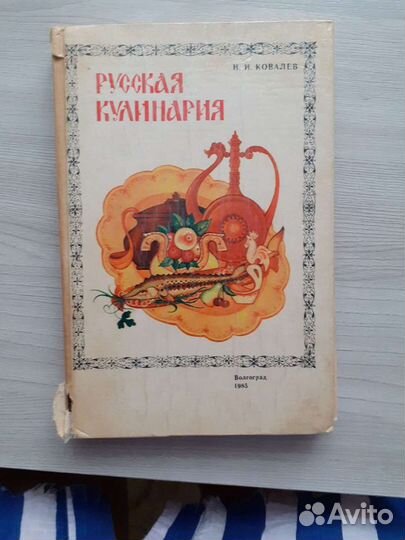 Н. И. КОВАЛЕВ
РУССКАЯ
КУЛИНАРИЯ
Волгоград
1985
Avito